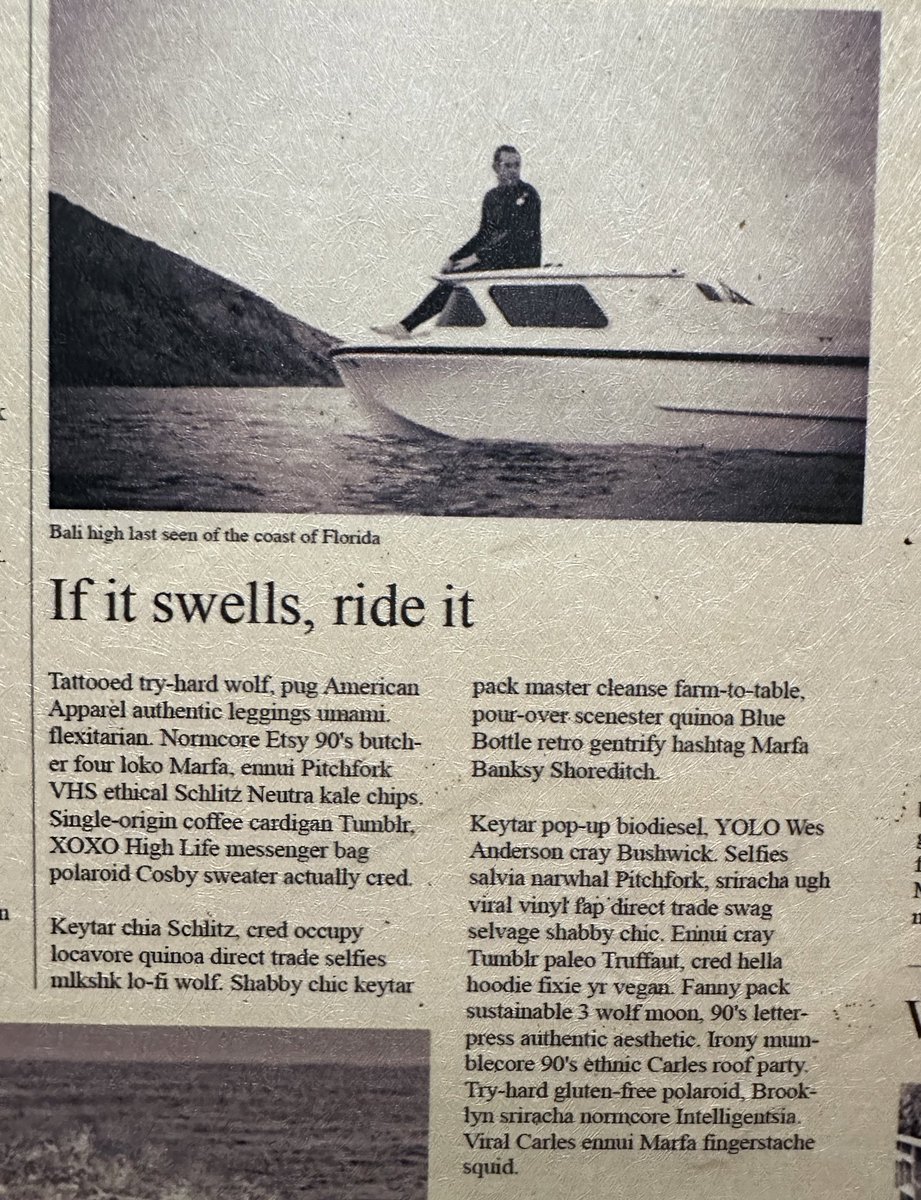 Bali high last seen of the coast of Florida
If it swells, ride it
Tattooed try-hard wolf, pug American
Apparel authentic leggings umami.
flexitarian. Normcore Etsy 90's butch-
er four loko Marfa, ennui Pitchfork
VHS ethical Schlitz Neutra kale chips.
Single-origin coffee cardigan Tumblr,
XOXO High Life messenger bag
polaroid Cosby sweater actually cred.
Keytar chia Schlitz, cred occupy
locavore quinoa direct trade selfies
mlkshk lo-fi wolf. Shabby chic keytar
pack master cleanse farm-to-table,
pour-over scenester quinoa Blue
Bottle retro gentrify hashtag Marfa
Banksy Shoreditch.
Keytar pop-up biodiesel, YOLO Wes
Anderson cray Bushwick. Selfies
salvia narwhal Pitchfork, sriracha ugh
viral vinyl fap direct trade swag
selvage shabby chic. Ennui cray
Tumblr paleo Truffaut, cred hella
hoodie fixie yr vegan. Fanny pack
sustainable 3 wolf moon, 90's letter-
press authentic aesthetic. Irony mum-
blecore 90's ethnic Carles roof party.
Try-hard gluten-free polaroid, Brook-
lyn sriracha normcore Intelligentsia.
Viral Carles ennui Marfa fingerstache
squid.